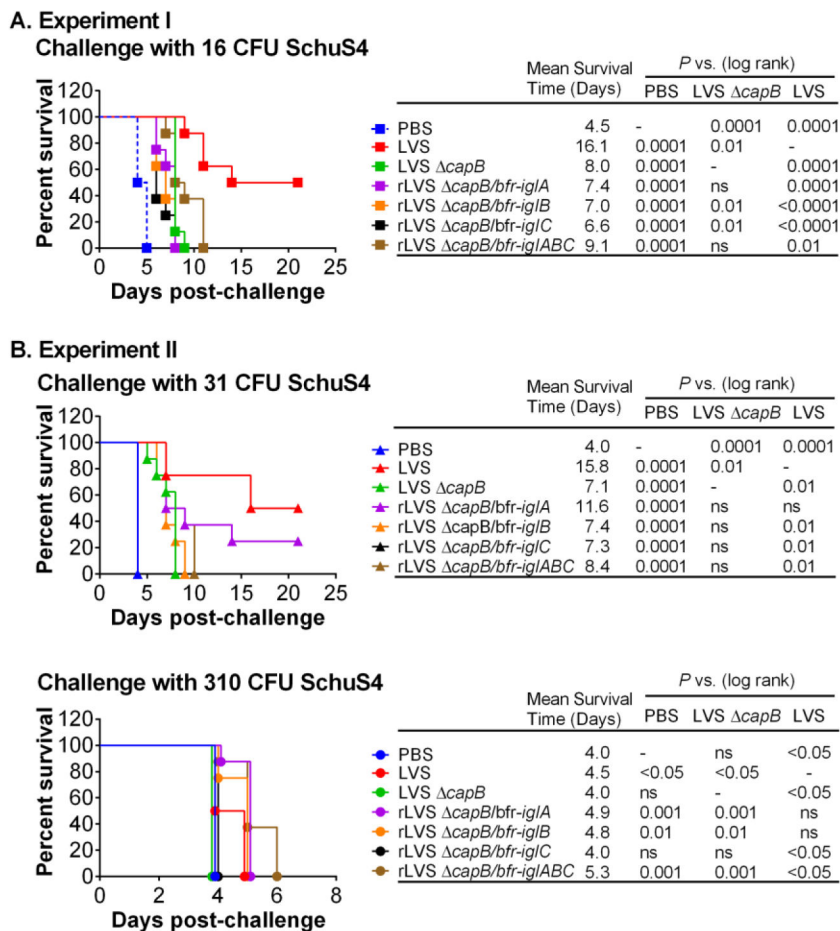 A. Experiment I
Challenge with 16 CFU SchuS4
Percent survival
120
100
80
60
40
20
0
0 5 10 15 20 25
Days post-challenge
Mean Survival Time (Days) P vs. (log rank)
PBS LVS ΔcapB LVS
PBS 4.5 - 0.0001 0.0001
LVS 16.1 0.0001 0.01 -
LVS ΔcapB 8.0 0.0001 - 0.0001
rLVS ΔcapB/bfr-iglA 7.4 0.0001 ns 0.0001
rLVS ΔcapB/bfr-iglB 7.0 0.0001 0.01 <0.0001
rLVS ΔcapB/bfr-iglC 6.6 0.0001 0.01 <0.0001
rLVS ΔcapB/bfr-iglABC 9.1 0.0001 ns 0.01
B. Experiment II
Challenge with 31 CFU SchuS4
Percent survival
120
100
80
60
40
20
0
0 5 10 15 20 25
Days post-challenge
Mean Survival Time (Days) P vs. (log rank)
PBS LVS ΔcapB LVS
PBS 4.0 - 0.0001 0.0001
LVS 15.8 0.0001 0.01 -
LVS ΔcapB 7.1 0.0001 - 0.01
rLVS ΔcapB/bfr-iglA 11.6 0.0001 ns ns
rLVS ΔcapB/bfr-iglB 7.4 0.0001 ns 0.01
rLVS ΔcapB/bfr-iglC 7.3 0.0001 ns 0.01
rLVS ΔcapB/bfr-iglABC 8.4 0.0001 ns 0.01
Challenge with 310 CFU SchuS4
Percent survival
120
100
80
60
40
20
0
0 2 4 6 8
Days post-challenge
Mean Survival Time (Days) P vs. (log rank)
PBS LVS ΔcapB LVS
PBS 4.0 - ns <0.05
LVS 4.5 <0.05 <0.05 -
LVS ΔcapB 4.0 ns - <0.05
rLVS ΔcapB/bfr-iglA 4.9 0.001 0.001 ns
rLVS ΔcapB/bfr-iglB 4.8 0.01 0.01 ns
rLVS ΔcapB/bfr-iglC 4.0 ns ns <0.05
rLVS ΔcapB/bfr-iglABC 5.3 0.001 0.001 <0.05